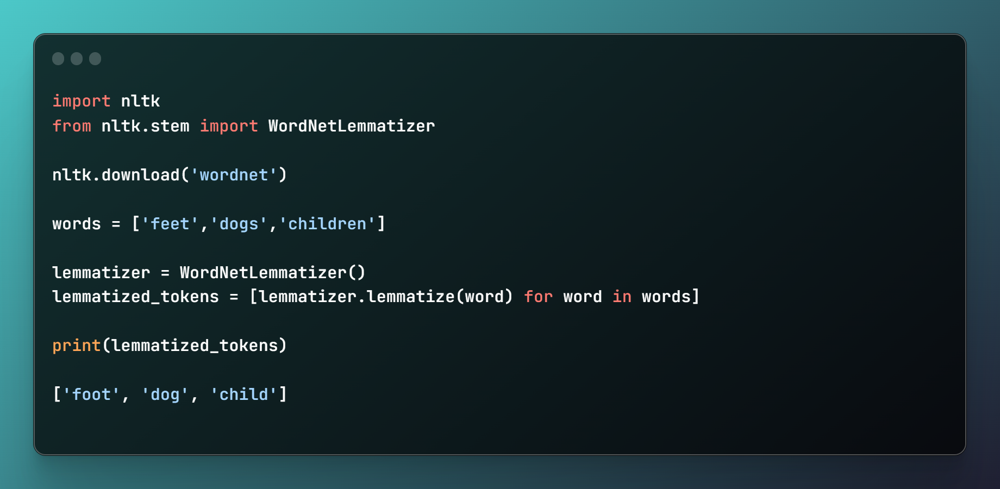 import nltk
from nltk.stem import WordNetLemmatizer
nltk.download('wordnet')
words = ['feet','dogs','children']
lemmatizer = WordNetLemmatizer()
lemmatized_tokens = [lemmatizer.lemmatize(word) for word in words]
print(lemmatized_tokens)
['foot', 'dog', 'child']